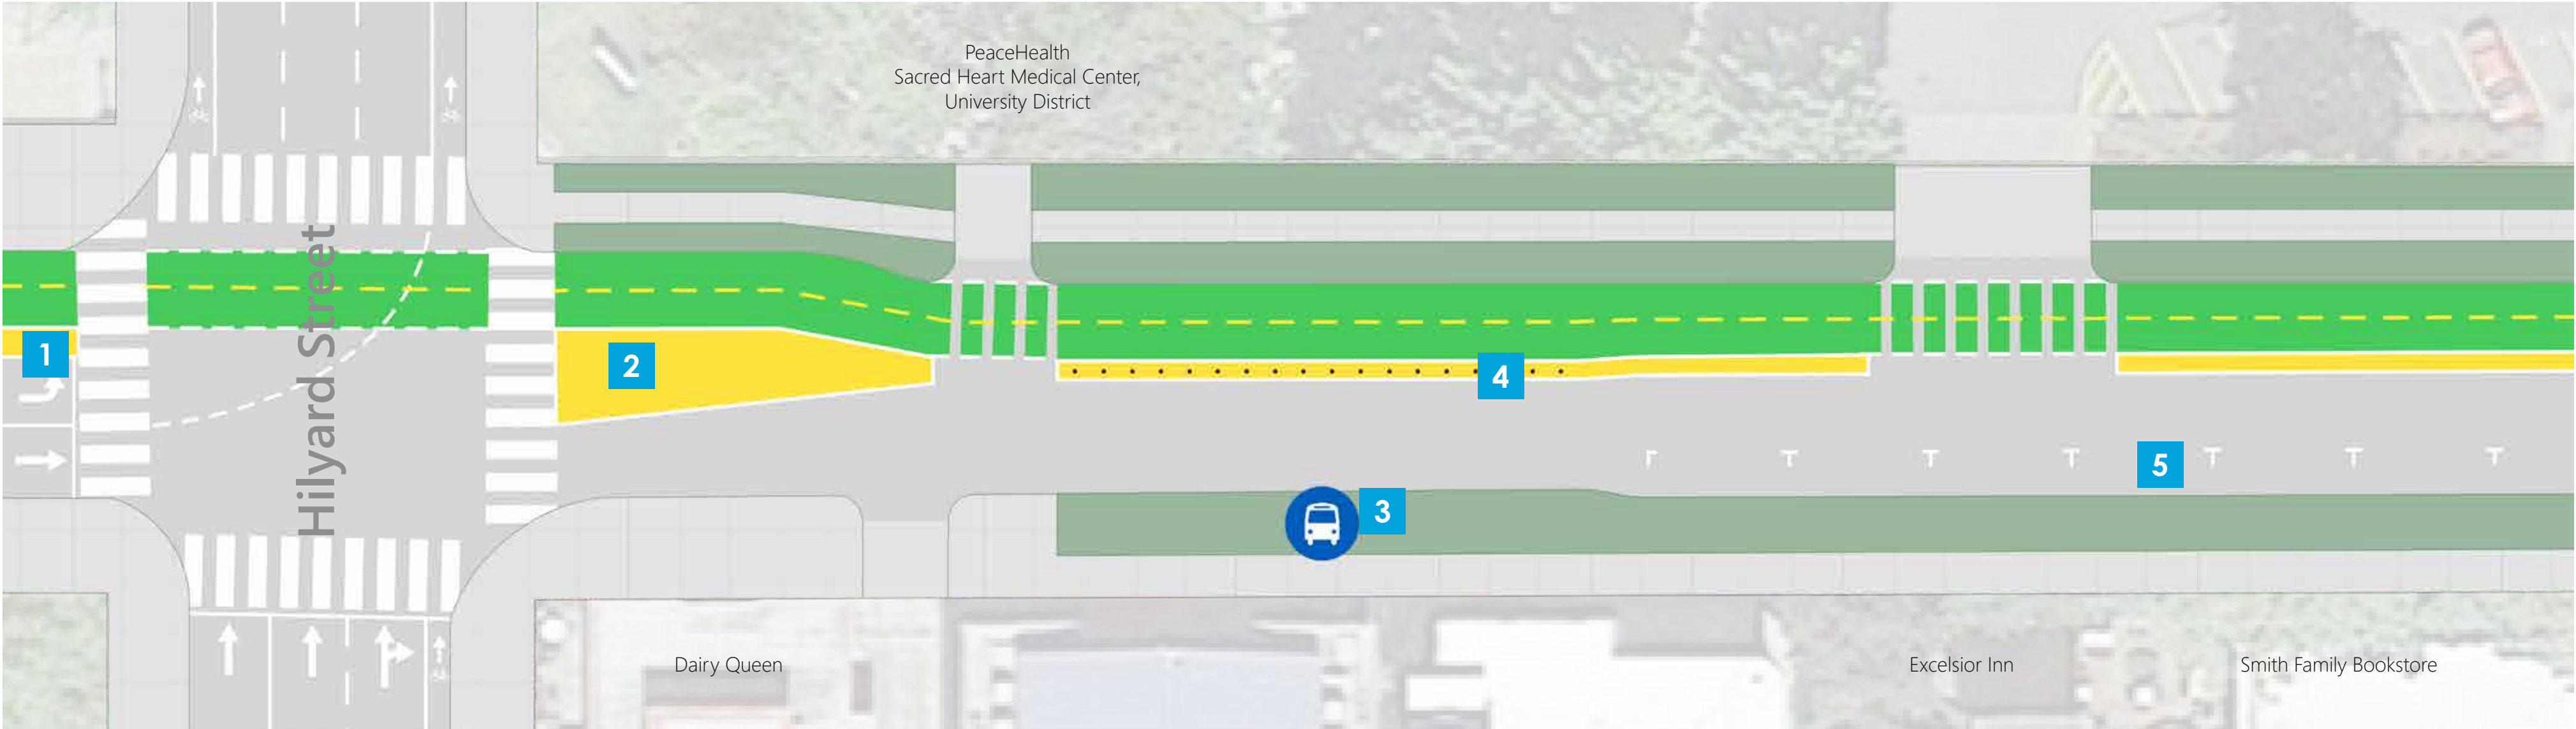 PeaceHealth
Sacred Heart Medical Center,
University District
Hilyard Street
1
2
4
5
3
Dairy Queen
Excelsior Inn
Smith Family Bookstore